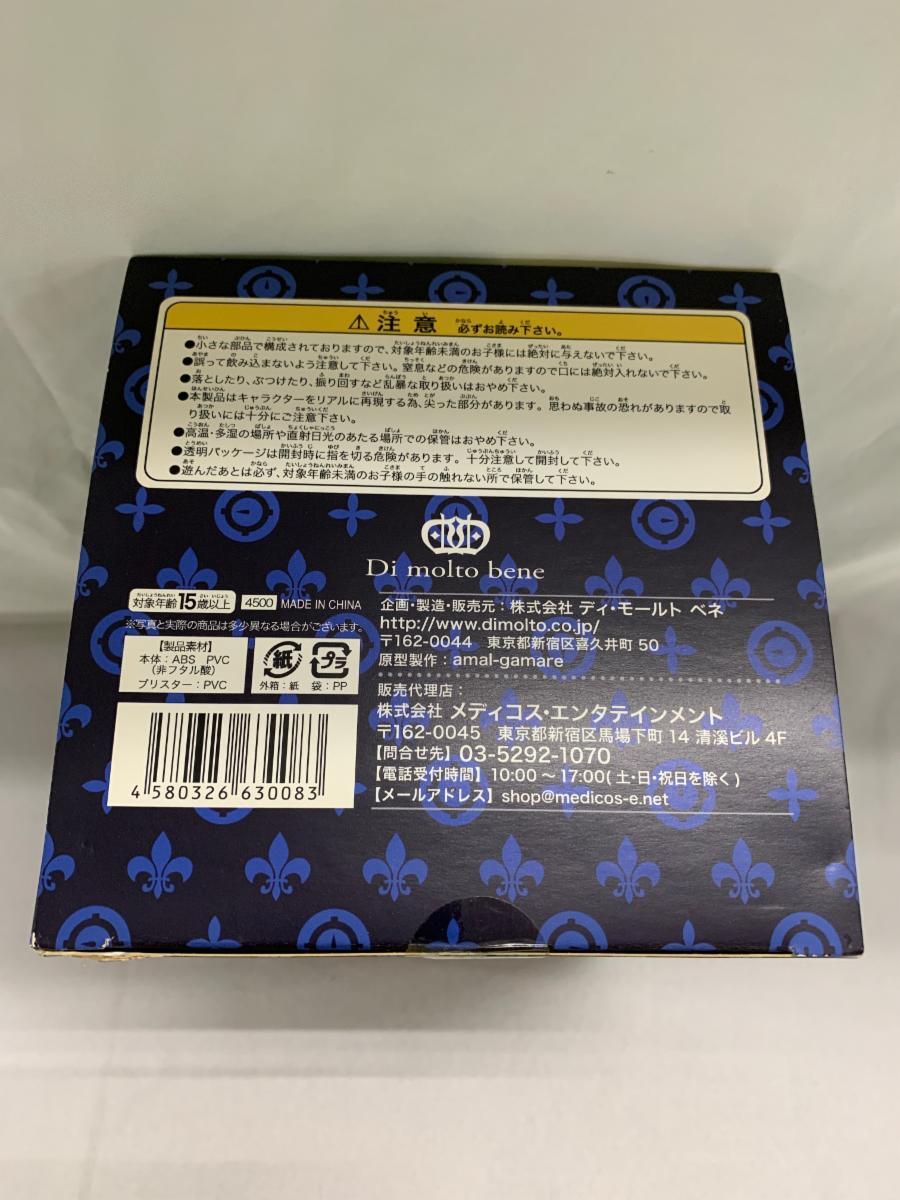 ⚠注意 必ずお読み下さい。
●小さな部品で構成されておりますので、対象年齢未満のお子様には絶対に与えないで下さい。
●誤って飲み込まないよう注意して下さい。窒息などの危険がありますので口には絶対入れないで下さい。
●落としたり、ぶつけたり、振り回すなど乱暴な取り扱いはおやめ下さい。
●本製品はキャラクターをリアルに再現する為、尖った部分があります。思わぬ事故の恐れがありますので取
り扱いには十分にご注意下さい。
●高温・多湿の場所や直射日光のあたる場所での保管はおやめ下さい。
●透明パッケージは開封時に指を切る危険があります。十分注意して開封して下さい。
●遊んだあとは必ず、対象年齢未満のお子様の手の触れない所で保管して下さい。
Di molto bene
対象年齢15歳以上 4500 MADE IN CHINA
※写真と実際の商品は多少異なる場合がございます。
【製品素材】
本体:ABS PVC
(非フタル酸)
ブリスター:PVC
紙 プラ
外箱:紙 袋:PP
4 580326 630083
企画・製造・販売元:株式会社 ディ・モールト ベネ
http://www.dimolto.co.jp/
〒162-0044 東京都新宿区喜久井町 50
原型製作:amal-gamare
販売代理店:
株式会社 メディコス・エンタテインメント
〒162-0045 東京都新宿区馬場下町 14 清溪ビル 4F
【問合せ先】03-5292-1070
【電話受付時間】10:00～17:00(土・日・祝日を除く)
【メールアドレス】shop@medicos-e.net